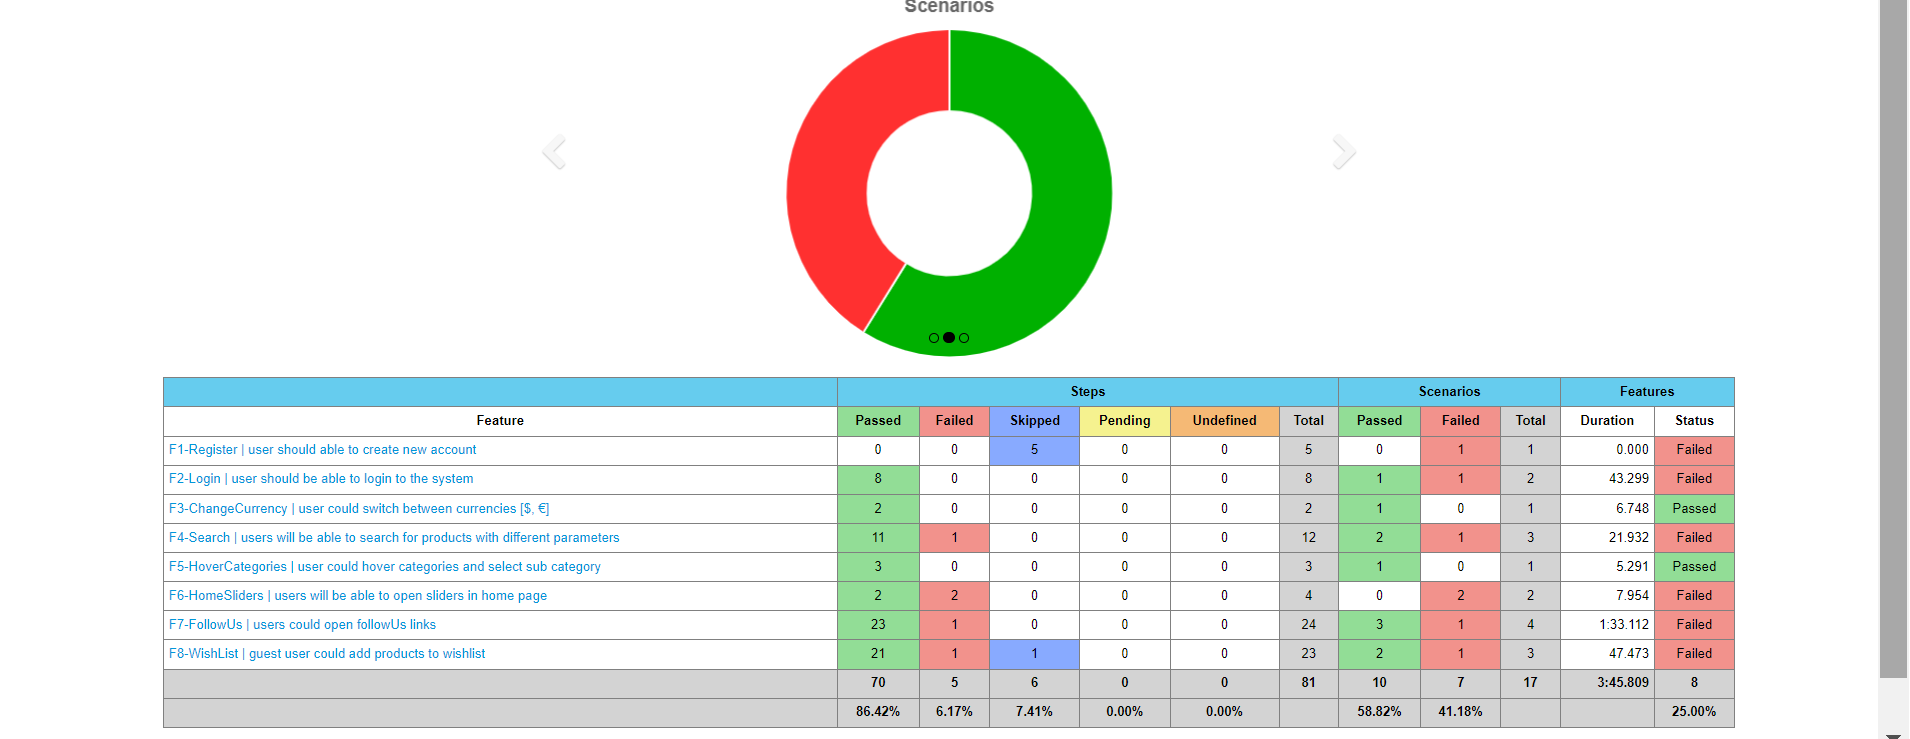 Scenarios
Steps Scenarios Features
Feature Passed Failed Skipped Pending Undefined Total Passed Failed Total Duration Status
F1-Register | user should able to create new account 0 0 5 0 0 5 0 1 1 0.000 Failed
F2-Login | user should be able to login to the system 8 0 0 0 0 8 1 1 2 43.299 Failed
F3-ChangeCurrency | user could switch between currencies [$, €] 2 0 0 0 0 2 1 0 1 6.748 Passed
F4-Search | users will be able to search for products with different parameters 11 1 0 0 0 12 2 1 3 21.932 Failed
F5-HoverCategories | user could hover categories and select sub category 3 0 0 0 0 3 1 0 1 5.291 Passed
F6-HomeSliders | users will be able to open sliders in home page 2 2 0 0 0 4 0 2 2 7.954 Failed
F7-FollowUs | users could open followUs links 23 1 0 0 0 24 3 1 4 1:33.112 Failed
F8-WishList | guest user could add products to wishlist 21 1 1 0 0 23 2 1 3 47.473 Failed
70 5 6 0 0 81 10 7 17 3:45.809 8
86.42% 6.17% 7.41% 0.00% 0.00% 58.82% 41.18% 25.00%